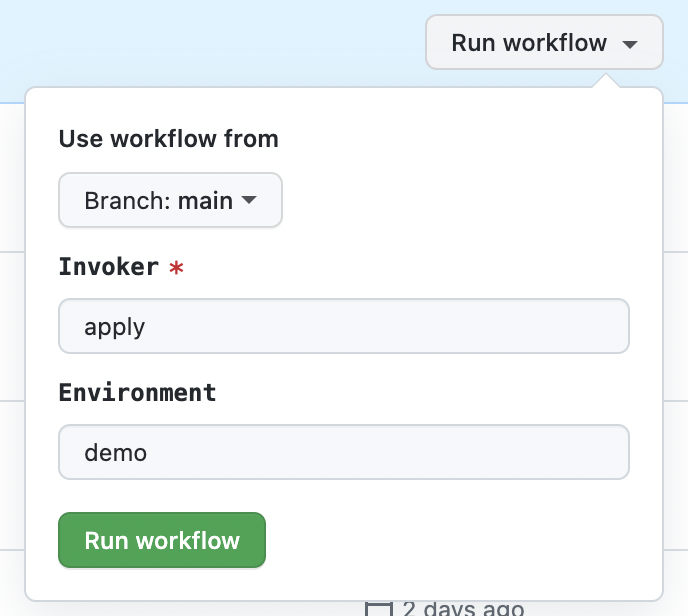 Run workflow
Use workflow from
Branch: main
Invoker *
apply
Environment
demo
Run workflow
2 days ago